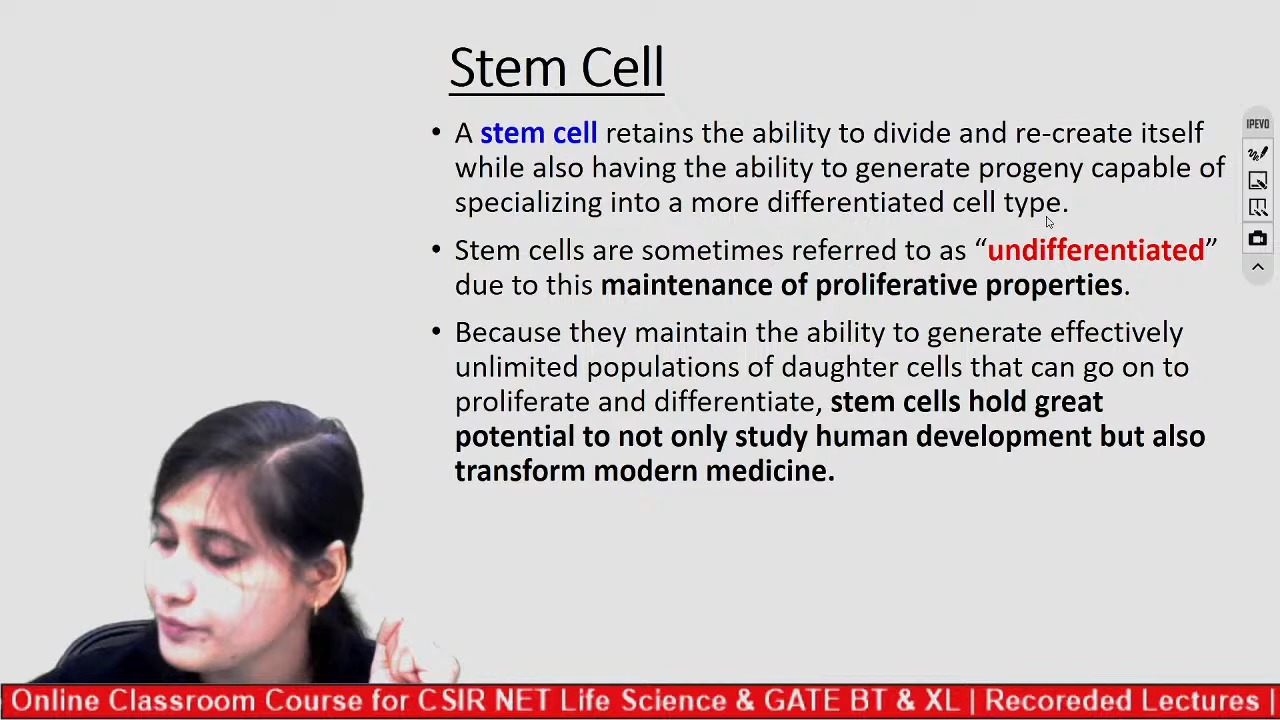 Stem Cell
• A stem cell retains the ability to divide and re-create itself
while also having the ability to generate progeny capable of
specializing into a more differentiated cell type.
• Stem cells are sometimes referred to as “undifferentiated”
due to this maintenance of proliferative properties.
• Because they maintain the ability to generate effectively
unlimited populations of daughter cells that can go on to
proliferate and differentiate, stem cells hold great
potential to not only study human development but also
transform modern medicine.
IPEVO
Online Classroom Course for CSIR NET Life Science & GATE BT & XL | Recoreded Lectures |